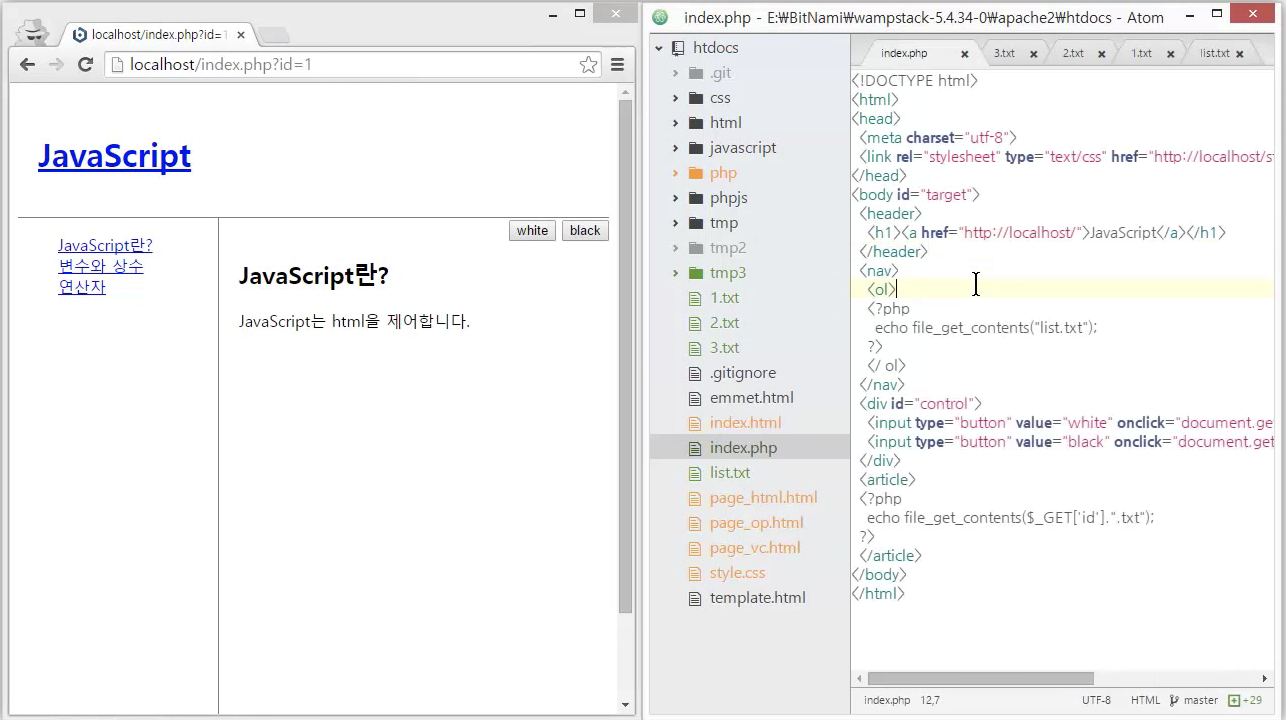 localhost/index.php?id=1
localhost/index.php?id=1
JavaScript
white
black
JavaScript란?
변수와 상수
연산자
JavaScript란?
JavaScript는 html을 제어합니다.
index.php - E:₩BitNami₩wampstack-5.4.34-0₩apache2₩htdocs - Atom
htdocs
.git
css
html
javascript
php
phpjs
tmp
tmp2
tmp3
1.txt
2.txt
3.txt
.gitignore
emmet.html
index.html
index.php
list.txt
page_html.html
page_op.html
page_vc.html
style.css
template.html
index.php
3.txt
2.txt
1.txt
list.txt
<!DOCTYPE html>
<html>
<head>
<meta charset="utf-8">
<link rel="stylesheet" type="text/css" href="http://localhost/s
</head>
<body id="target">
<header>
<h1><a href="http://localhost/">JavaScript</a></h1>
</header>
<nav>
<ol>
<?php
echo file_get_contents("list.txt");
?>
</ ol>
</nav>
<div id="control">
<input type="button" value="white" onclick="document.ge
<input type="button" value="black" onclick="document.get
</div>
<article>
<?php
echo file_get_contents($_GET['id'].".txt");
?>
</article>
</body>
</html>
index.php
12,7
UTF-8
HTML
master
+29